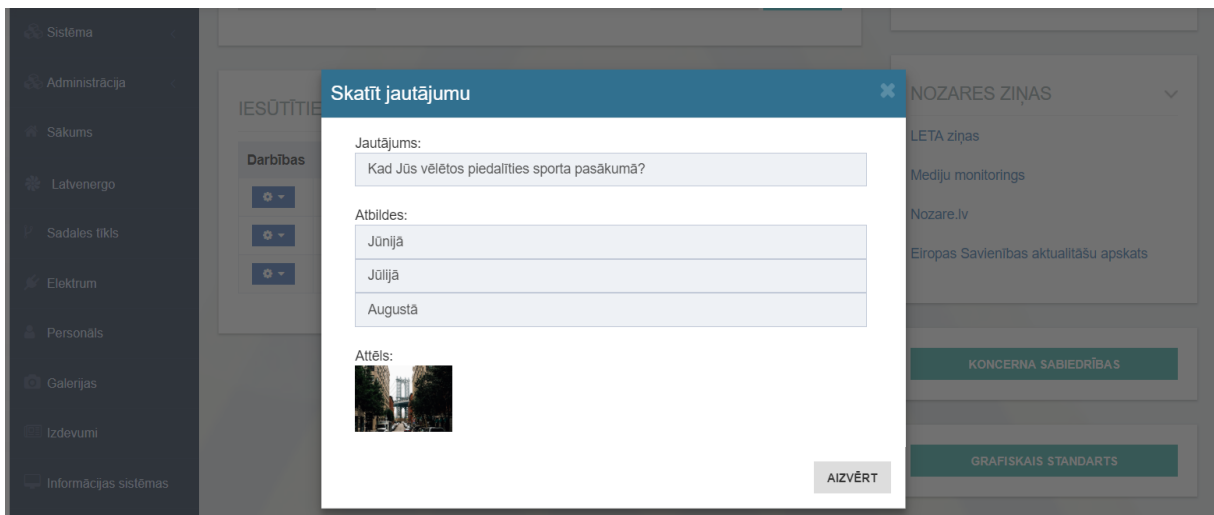 Sistēma
Administrācija
Sākums
Latvenergo
Sadales tīkls
Elektrum
Personāls
Galerijas
Izdevumi
Informācijas sistēmas
IESŪTĪTIE
Darbības
Skatīt jautājumu
Jautājums:
Kad Jūs vēlētos piedalīties sporta pasākumā?
Atbildes:
Jūnijā
Jūlijā
Augustā
Attēls:
AIZVĒRT
NOZARES ZIŅAS
LETA ziņas
Mediju monitorings
Nozare.lv
Eiropas Savienības aktualitāšu apskats
KONCERNA SABIEDRĪBAS
GRAFISKAIS STANDARTS